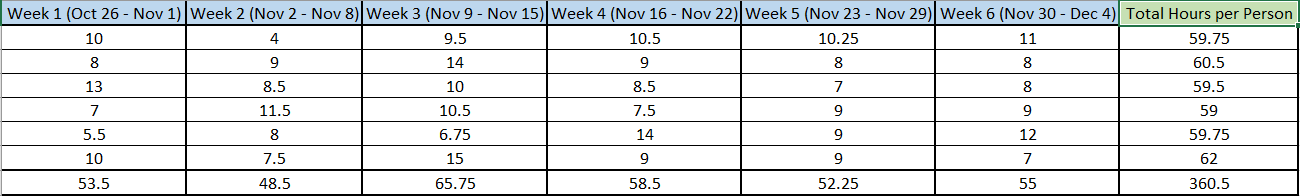 Week 1 (Oct 26 - Nov 1) Week 2 (Nov 2 - Nov 8) Week 3 (Nov 9 - Nov 15) Week 4 (Nov 16 - Nov 22) Week 5 (Nov 23 - Nov 29) Week 6 (Nov 30 - Dec 4) Total Hours per Person
10 4 9.5 10.5 10.25 11 59.75
8 9 14 9 8 8 60.5
13 8.5 10 8.5 7 8 59.5
7 11.5 10.5 7.5 9 9 59
5.5 8 6.75 14 9 12 59.75
10 7.5 15 9 9 7 62
53.5 48.5 65.75 58.5 52.25 55 360.5